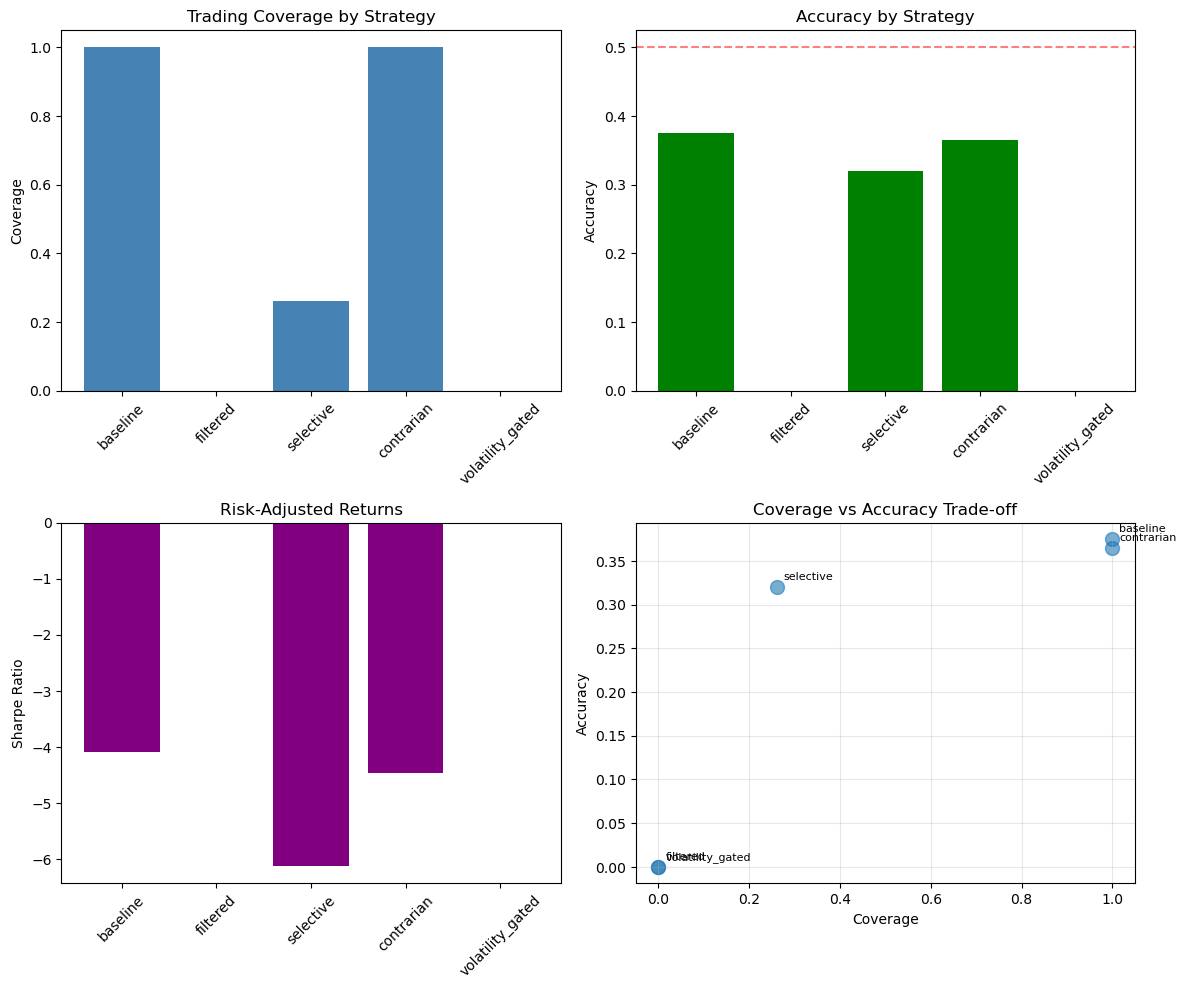 Trading Coverage by Strategy
Coverage
1.0
0.8
0.6
0.4
0.2
0.0
baseline
filtered
selective
contrarian
volatility_gated
Accuracy by Strategy
Accuracy
0.5
0.4
0.3
0.2
0.1
0.0
baseline
filtered
selective
contrarian
volatility_gated
Risk-Adjusted Returns
Sharpe Ratio
0
−1
−2
−3
−4
−5
−6
baseline
filtered
selective
contrarian
volatility_gated
Coverage vs Accuracy Trade-off
Accuracy
0.35
0.30
0.25
0.20
0.15
0.10
0.05
0.00
baseline
contrarian
selective
filtered
volatility_gated
0.0
0.2
0.4
0.6
0.8
1.0
Coverage